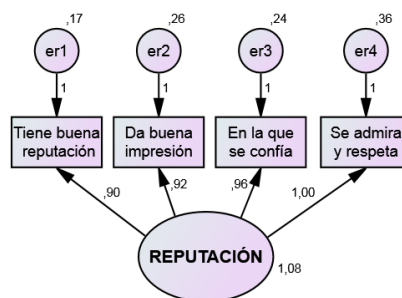 ,17 ,26 ,24 ,36
er1 er2 er3 er4
1 1 1 1
Tiene buena
reputación
Da buena
impresión
En la que
se confía
Se admira
y respeta
,90 ,92 ,96 1,00
REPUTACIÓN
1,08